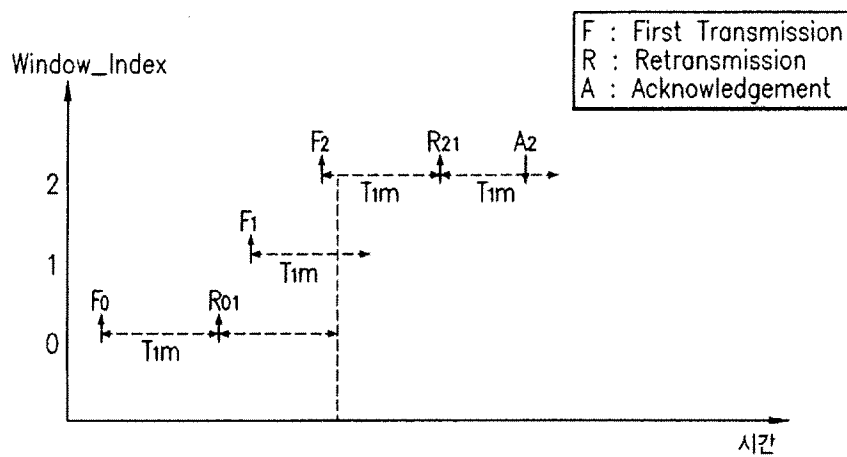 F : First Transmission
R : Retransmission
A : Acknowledgement
Window_Index
F2 R21 A2
2
T1m T1m
F1
1
T1m
F0 R01
0
T1m
시간